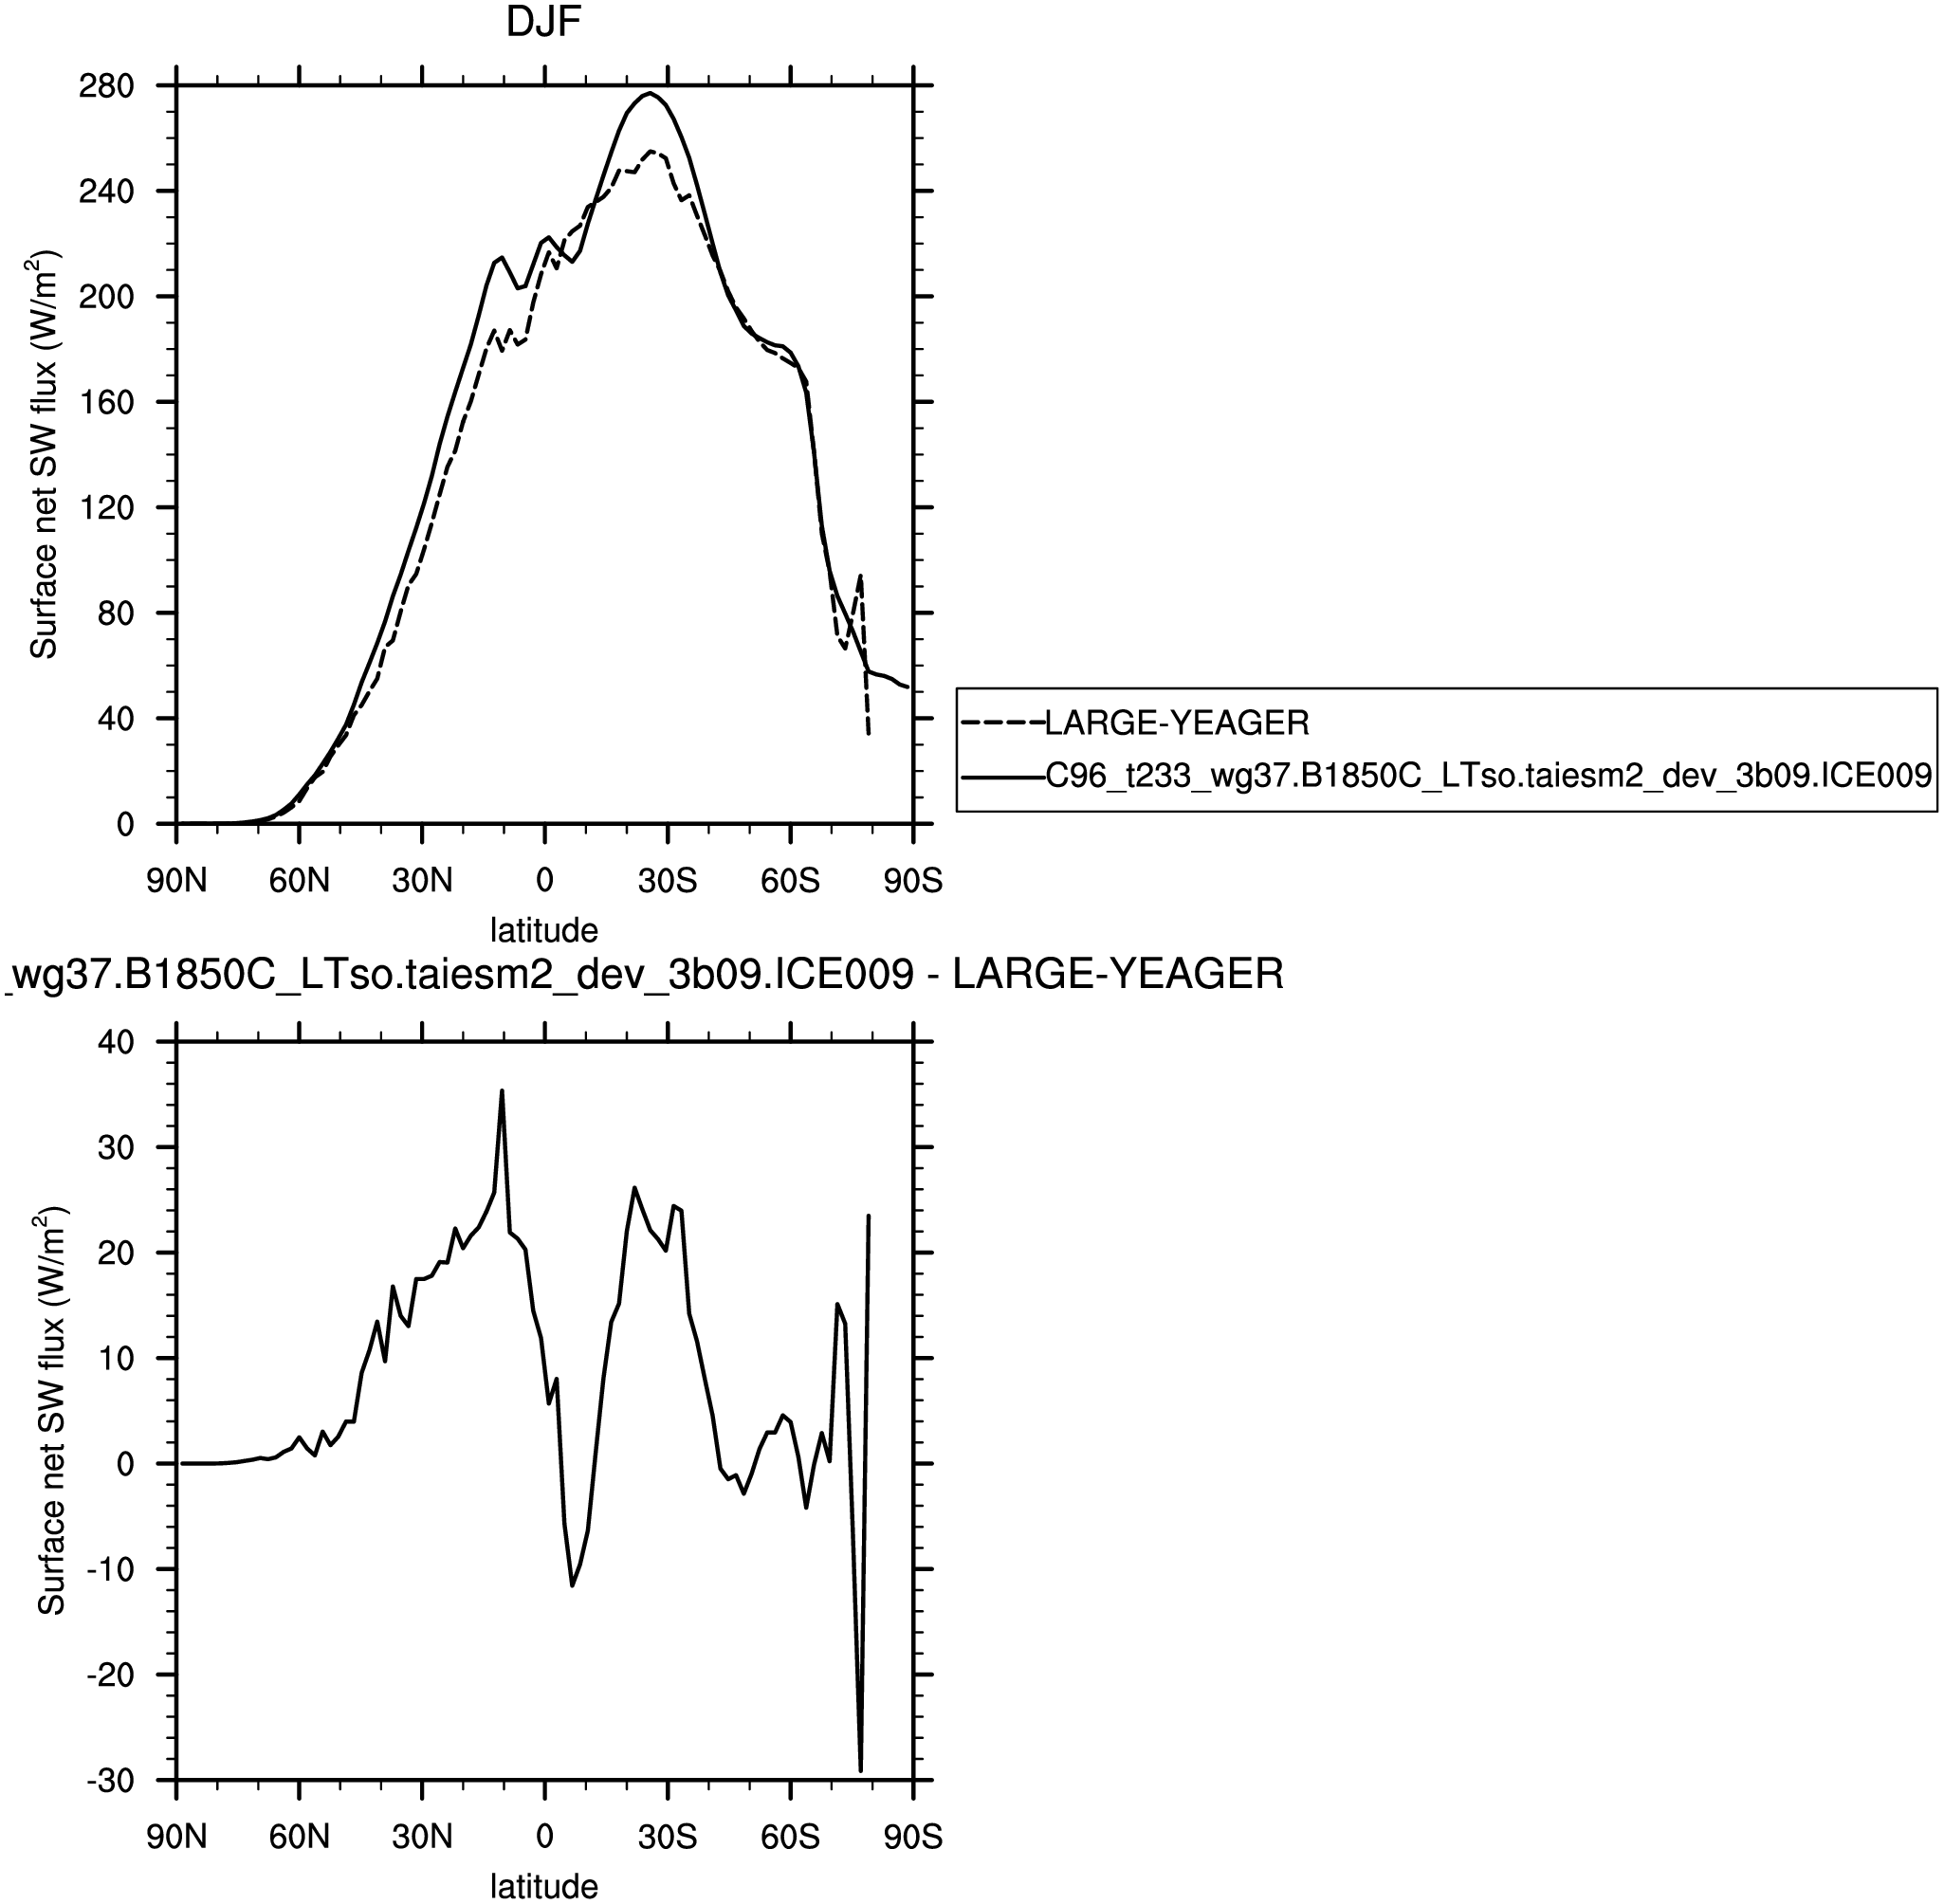 DJF
280
240
200
160
120
80
40
0
Surface net SW flux (W/m²)
90N 60N 30N 0 30S 60S 90S
latitude
LARGE-YEAGER
C96_t233_wg37.B1850C_LTso.taiesm2_dev_3b09.ICE009
_wg37.B1850C_LTso.taiesm2_dev_3b09.ICE009 - LARGE-YEAGER
40
30
20
10
0
-10
-20
-30
Surface net SW flux (W/m²)
90N 60N 30N 0 30S 60S 90S
latitude